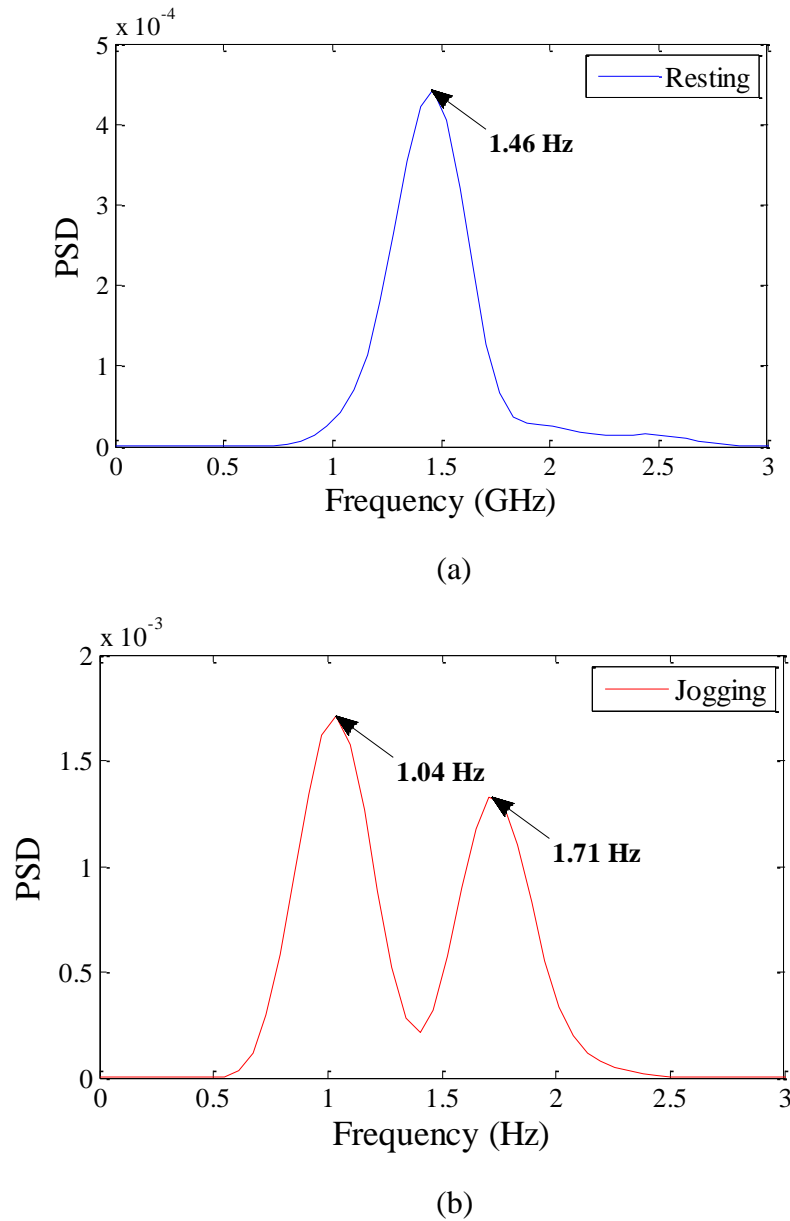 x 10-4
5
4
3
2
1
0
PSD
Resting
1.46 Hz
0 0.5 1 1.5 2 2.5 3
Frequency (GHz)
(a)
x 10-3
2
1.5
1
0.5
0
PSD
Jogging
1.04 Hz
1.71 Hz
0 0.5 1 1.5 2 2.5 3
Frequency (Hz)
(b)